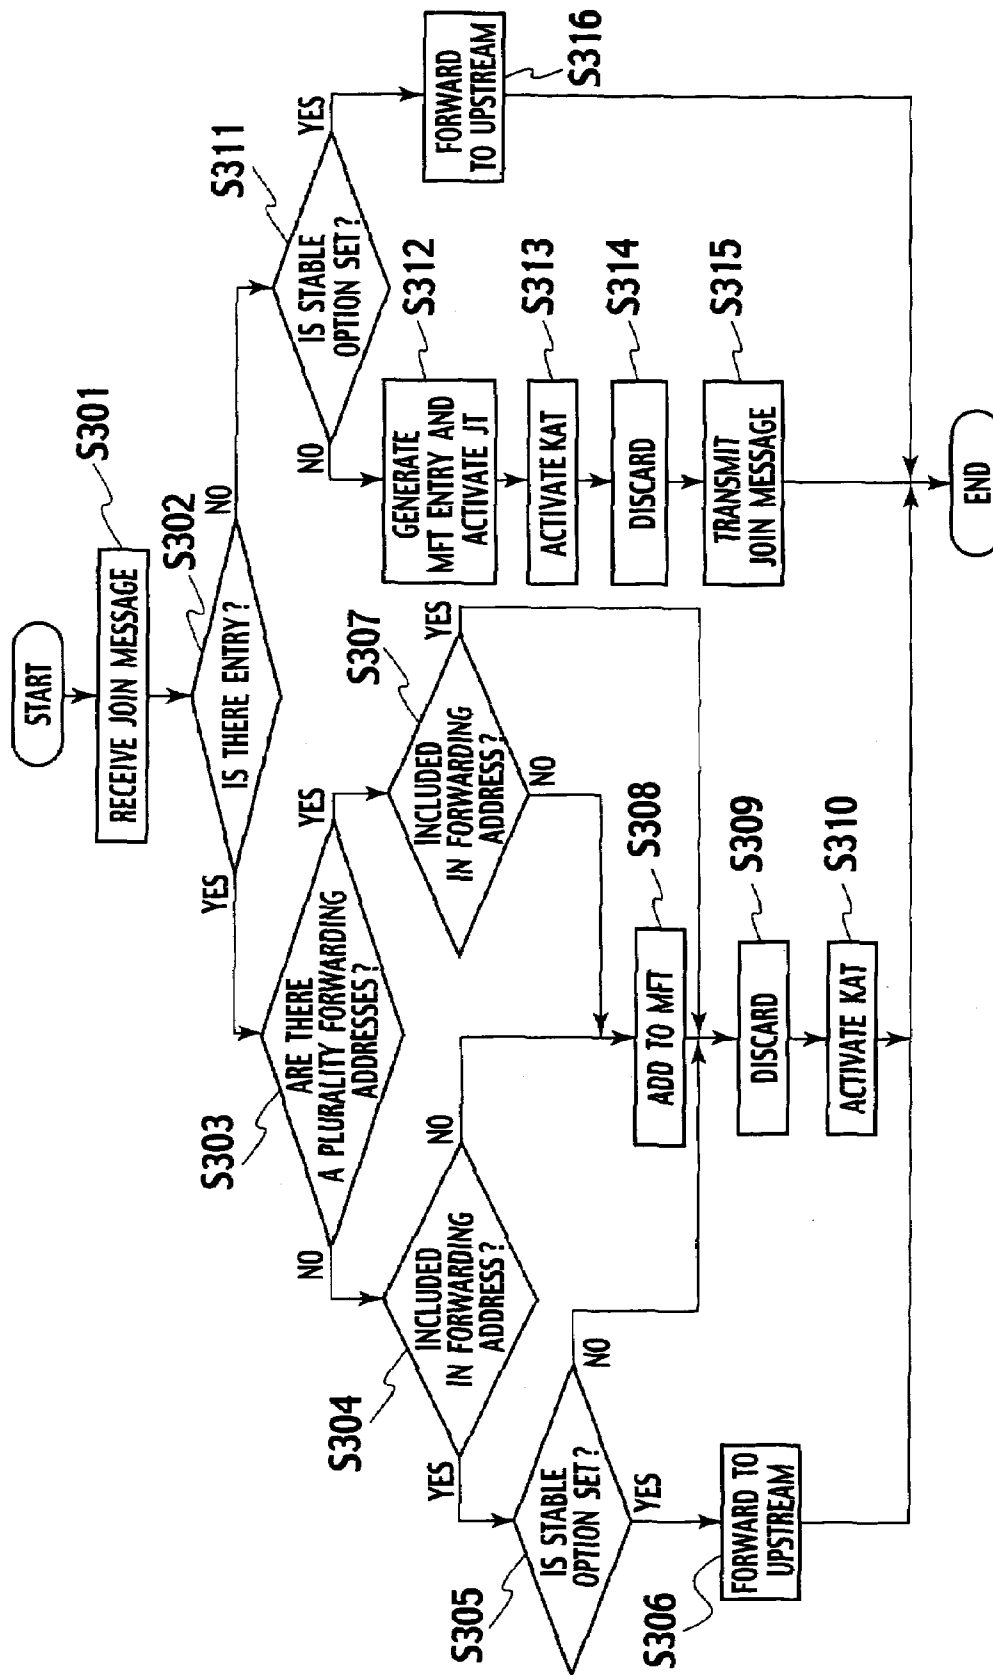 START
RECEIVE JOIN MESSAGE
S301
IS THERE ENTRY?
S302
YES
NO
ARE THERE
A PLURALITY FORWARDING
ADDRESSES?
S303
NO
YES
INCLUDED
IN FORWARDING
ADDRESS?
S304
YES
NO
IS STABLE
OPTION SET?
S305
NO
YES
FORWARD TO
UPSTREAM
S306
INCLUDED
IN FORWARDING
ADDRESS?
S307
YES
NO
ADD TO MFT
S308
DISCARD
S309
ACTIVATE KAT
S310
IS STABLE
OPTION SET?
S311
NO
YES
GENERATE
MFT ENTRY AND
ACTIVATE JT
S312
ACTIVATE KAT
S313
DISCARD
S314
TRANSMIT
JOIN MESSAGE
S315
FORWARD
TO UPSTREAM
S316
END